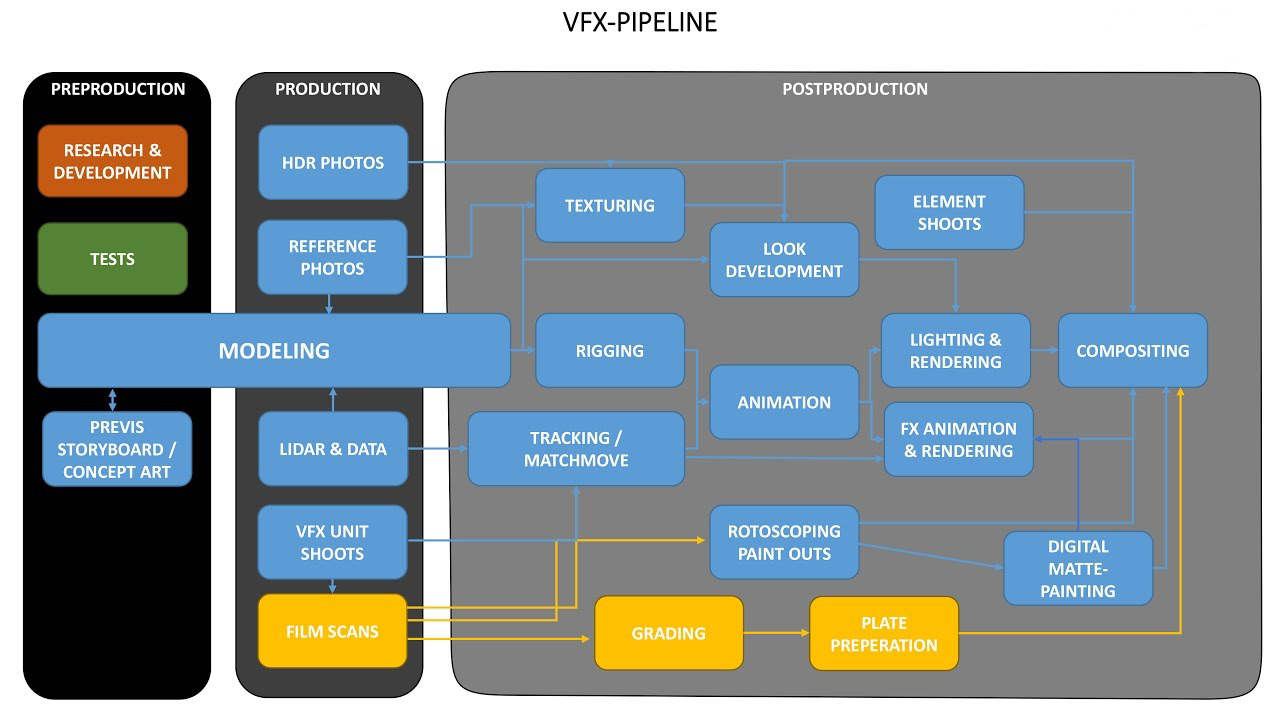 VFX-PIPELINE
PREPRODUCTION
RESEARCH &
DEVELOPMENT
TESTS
MODELING
PREVIS
STORYBOARD /
CONCEPT ART
PRODUCTION
HDR PHOTOS
REFERENCE
PHOTOS
LIDAR & DATA
VFX UNIT
SHOOTS
FILM SCANS
POSTPRODUCTION
TEXTURING
ELEMENT
SHOOTS
LOOK
DEVELOPMENT
RIGGING
LIGHTING &
RENDERING
COMPOSITING
ANIMATION
TRACKING /
MATCHMOVE
FX ANIMATION
& RENDERING
ROTOSCOPING
PAINT OUTS
DIGITAL
MATTE-
PAINTING
GRADING
PLATE
PREPERATION